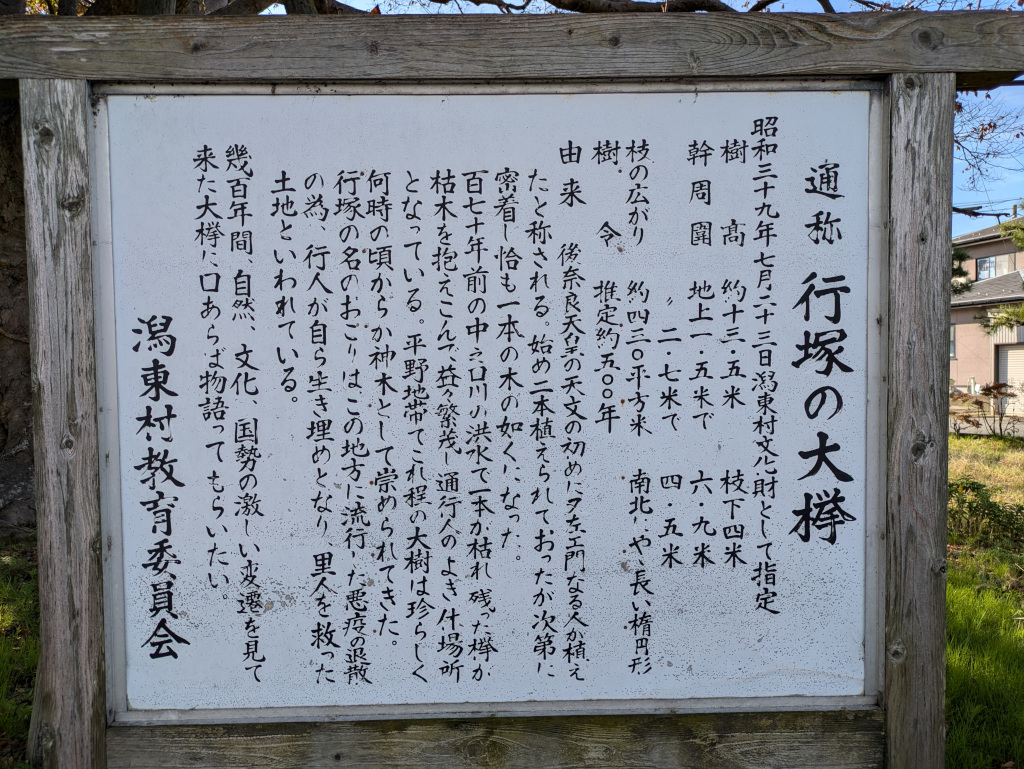 通称 行塚の大欅
昭和三十九年七月二十三日潟東村文化財として指定
樹高 約十三・五米 枝下四米
幹周圍 地上一・五米で 六・九米
〃 二・七米で 四・五米
枝の広がり 約四三〇平方米 南北にやや長い楕円形
樹令 推定約五〇〇年
由来 後奈良天皇の天文の初めに夕左エ門なる人が植え
たと称される。始め二本植えられておったが次第に
密着し恰も一本の木の如くになった。
百七十年前の中之口川の洪水で一本が枯れ残った欅が
枯木を抱えこんで益々繁茂し通行人のよき休場所
となっている。平野地帯でこれ程の大樹は珍らしく
何時の頃からか神木として崇められてきた。
行塚の名のおこりはこの地方に流行した悪疫の退散
の為、行人が自ら生き埋めとなり、里人を救った
土地といわれている。
幾百年間、自然、文化、国勢の激しい変遷を見て
来た大欅に口あらば物語ってもらいたい。
潟東村教育委員会